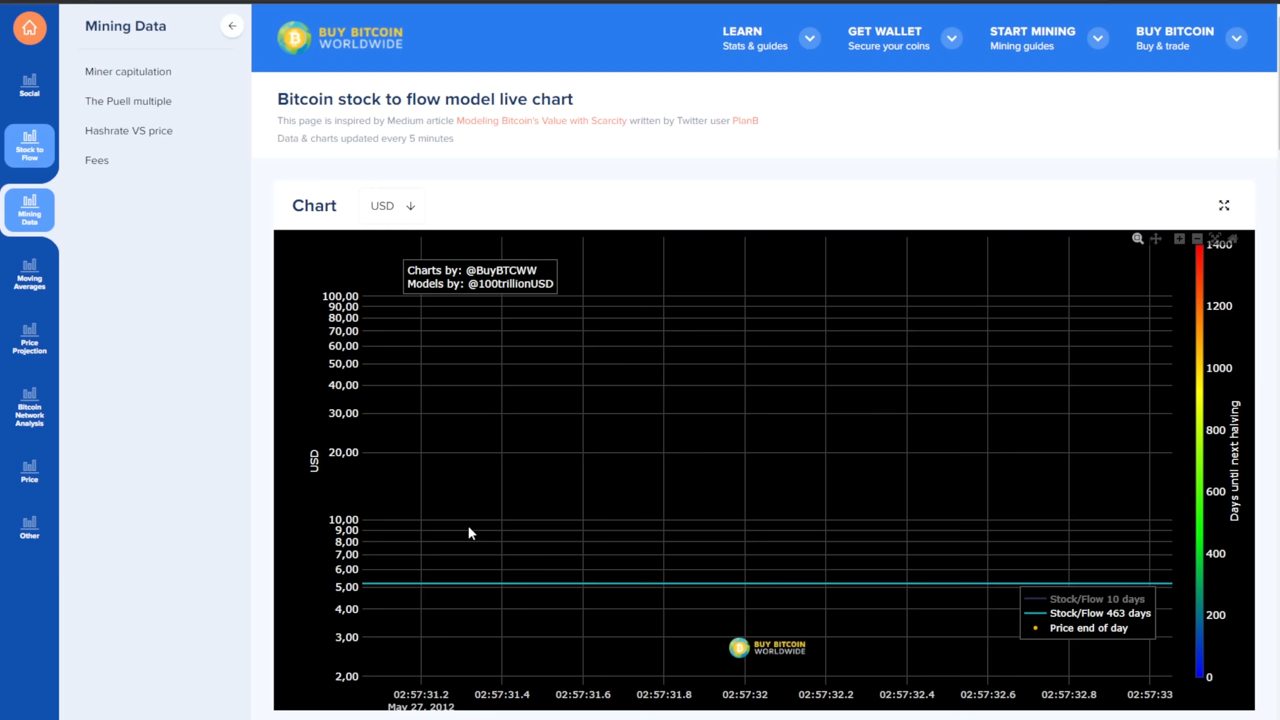 Mining Data
Miner capitulation
The Puell multiple
Hashrate VS price
Fees
Social
Stock to
Flow
Mining
Data
Moving
Averages
Price
Projection
Bitcoin
Network
Analysis
Price
Other
BUY BITCOIN
WORLDWIDE
LEARN
Stats & guides
GET WALLET
Secure your coins
START MINING
Mining guides
BUY BITCOIN
Buy & trade
Bitcoin stock to flow model live chart
This page is inspired by Medium article Modeling Bitcoin's Value with Scarcity written by Twitter user PlanB
Data & charts updated every 5 minutes
Chart
USD
Charts by: @BuyBTCWW
Models by: @100trillionUSD
100,00
90,00
80,00
70,00
60,00
50,00
40,00
30,00
20,00
10,00
9,00
8,00
7,00
6,00
5,00
4,00
3,00
2,00
USD
02:57:31.2
May 27, 2012
02:57:31.4
02:57:31.6
02:57:31.8
02:57:32
02:57:32.2
02:57:32.4
02:57:32.6
02:57:32.8
02:57:33
Stock/Flow 10 days
Stock/Flow 463 days
Price end of day
BUY BITCOIN
WORLDWIDE
1400
1200
1000
800
600
400
200
0
Days until next halving